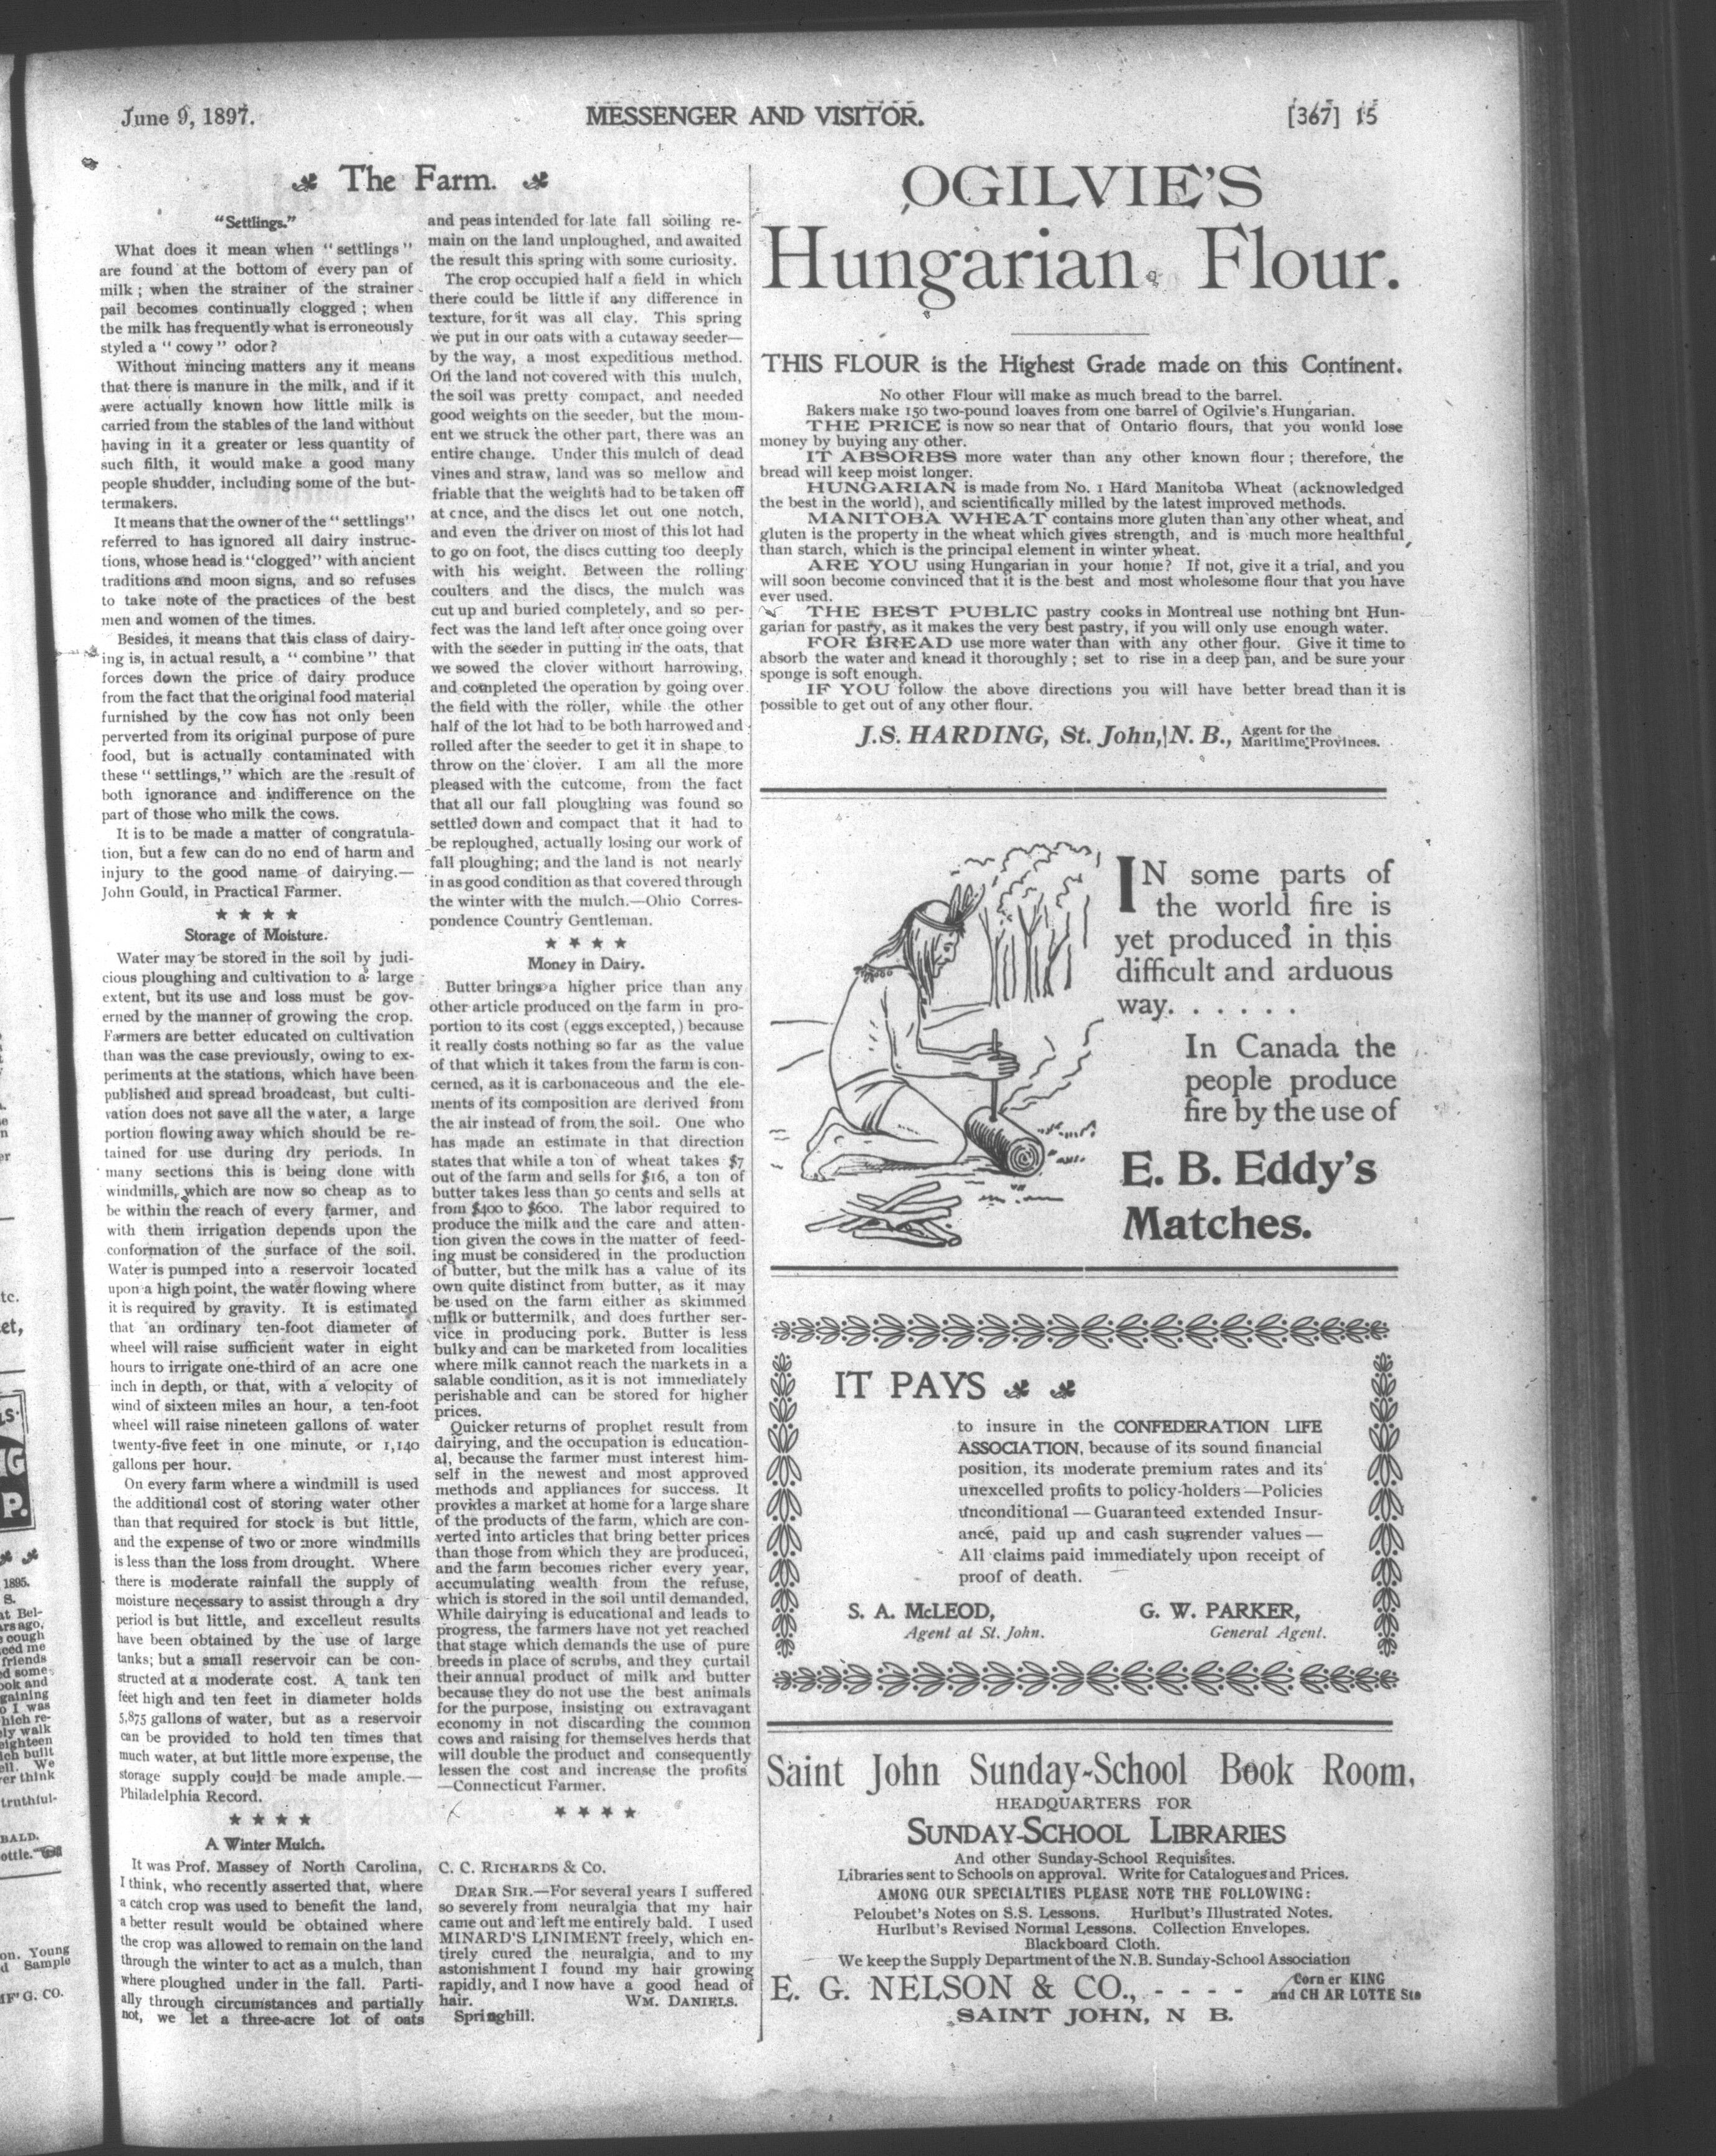 June 9, 1897.
MESSENGER AND VISITOR.
[367] 15
The Farm.
"Settlings."
What does it mean when "settlings"
are found at the bottom of every pan of
milk; when the strainer of the strainer
pail becomes continually clogged; when
the milk has frequently what is erroneously
styled a "cowy" odor?
Without mincing matters any it means
that there is manure in the milk, and if it
were actually known how little milk is
carried from the stables of the land without
having in it a greater or less quantity of
such filth, it would make a good many
people shudder, including some of the but-
termakers.
It means that the owner of the "settlings"
referred to has ignored all dairy instruc-
tions, whose head is "clogged" with ancient
traditions and moon signs, and so refuses
to take note of the practices of the best
men and women of the times.
Besides, it means that this class of dairy-
ing is, in actual result, a "combine" that
forces down the price of dairy produce
from the fact that the original food material
furnished by the cow has not only been
perverted from its original purpose of pure
food, but is actually contaminated with
these "settlings," which are the result of
both ignorance and indifference on the
part of those who milk the cows.
It is to be made a matter of congratula-
tion, but a few can do no end of harm and
injury to the good name of dairying.—
John Gould, in Practical Farmer.
Storage of Moisture.
Water may be stored in the soil by judi-
cious ploughing and cultivation to a large
extent, but its use and loss must be gov-
erned by the manner of growing the crop.
Farmers are better educated on cultivation
than was the case previously, owing to ex-
periments at the stations, which have been
published and spread broadcast, but culti-
vation does not save all the water, a large
portion flowing away which should be re-
tained for use during dry periods. In
many sections this is being done with
windmills, which are now so cheap as to
be within the reach of every farmer, and
with them irrigation depends upon the
conformation of the surface of the soil.
Water is pumped into a reservoir located
upon a high point, the water flowing where
it is required by gravity. It is estimated
that an ordinary ten-foot diameter of
wheel will raise sufficient water in eight
hours to irrigate one-third of an acre one
inch in depth, or that, with a velocity of
wind of sixteen miles an hour, a ten-foot
wheel will raise nineteen gallons of water
twenty-five feet in one minute, or 1,140
gallons per hour.
On every farm where a windmill is used
the additional cost of storing water other
than that required for stock is but little,
and the expense of two or more windmills
is less than the loss from drought. Where
there is moderate rainfall the supply of
moisture necessary to assist through a dry
period is but little, and excelleut results
have been obtained by the use of large
tanks; but a small reservoir can be con-
structed at a moderate cost. A tank ten
feet high and ten feet in diameter holds
5,875 gallons of water, but as a reservoir
can be provided to hold ten times that
much water, at but little more expense, the
storage supply could be made ample.—
Philadelphia Record.
A Winter Mulch.
It was Prof. Massey of North Carolina,
I think, who recently asserted that, where
a catch crop was used to benefit the land,
a better result would be obtained where
the crop was allowed to remain on the land
through the winter to act as a mulch, than
where ploughed under in the fall. Parti-
ally through circumstances and partially
not, we let a three-acre lot of oats
and peas intended for late fall soiling re-
main on the land unploughed, and awaited
the result this spring with some curiosity.
The crop occupied half a field in which
there could be little if any difference in
texture, for it was all clay. This spring
we put in our oats with a cutaway seeder—
by the way, a most expeditious method.
On the land not covered with this mulch,
the soil was pretty compact, and needed
good weights on the seeder, but the mom-
ent we struck the other part, there was an
entire change. Under this mulch of dead
vines and straw, land was so mellow and
friable that the weights had to be taken off
at cnce, and the discs let out one notch,
and even the driver on most of this lot had
to go on foot, the discs cutting too deeply
with his weight. Between the rolling
coulters and the discs, the mulch was
cut up and buried completely, and so per-
fect was the land left after once going over
with the seeder in putting in the oats, that
we sowed the clover without harrowing,
and completed the operation by going over
the field with the roller, while the other
half of the lot had to be both harrowed and
rolled after the seeder to get it in shape to
throw on the clover. I am all the more
pleased with the cutcome, from the fact
that all our fall ploughing was found so
settled down and compact that it had to
be reploughed, actually losing our work of
fall ploughing; and the land is not nearly
in as good condition as that covered through
the winter with the mulch.—Ohio Corres-
pondence Country Gentleman.
Money in Dairy.
Butter brings a higher price than any
other article produced on the farm in pro-
portion to its cost (eggs excepted,) because
it really costs nothing so far as the value
of that which it takes from the farm is con-
cerned, as it is carbonaceous and the ele-
ments of its composition are derived from
the air instead of from the soil. One who
has made an estimate in that direction
states that while a ton of wheat takes $7
out of the farm and sells for $16, a ton of
butter takes less than 50 cents and sells at
from $400 to $600. The labor required to
produce the milk and the care and atten-
tion given the cows in the matter of feed-
ing must be considered in the production
of butter, but the milk has a value of its
own quite distinct from butter, as it may
be used on the farm either as skimmed
milk or buttermilk, and does further ser-
vice in producing pork. Butter is less
bulky and can be marketed from localities
where milk cannot reach the markets in a
salable condition, as it is not immediately
perishable and can be stored for higher
prices.
Quicker returns of prophet result from
dairying, and the occupation is education-
al, because the farmer must interest him-
self in the newest and most approved
methods and appliances for success. It
provides a market at home for a large share
of the products of the farm, which are con-
verted into articles that bring better prices
than those from which they are produced,
and the farm becomes richer every year,
accumulating wealth from the refuse,
which is stored in the soil until demanded.
While dairying is educational and leads to
progress, the farmers have not yet reached
that stage which demands the use of pure
breeds in place of scrubs, and they curtail
their annual product of milk and butter
because they do not use the best animals
for the purpose, insisting on extravagant
economy in not discarding the common
cows and raising for themselves herds that
will double the product and consequently
lessen the cost and increase the profits
—Connecticut Farmer.
C. C. RICHARDS & CO.
DEAR SIR.—For several years I suffered
so severely from neuralgia that my hair
came out and left me entirely bald. I used
MINARD'S LINIMENT freely, which en-
tirely cured the neuralgia, and to my
astonishment I found my hair growing
rapidly, and I now have a good head of
hair. WM. DANIELS.
Springhill.
OGILVIE'S
Hungarian Flour.
THIS FLOUR is the Highest Grade made on this Continent.
No other Flour will make as much bread to the barrel.
Bakers make 150 two-pound loaves from one barrel of Ogilvie's Hungarian.
THE PRICE is now so near that of Ontario flours, that you would lose
money by buying any other.
IT ABSORBS more water than any other known flour; therefore, the
bread will keep moist longer.
HUNGARIAN is made from No. 1 Hard Manitoba Wheat (acknowledged
the best in the world), and scientifically milled by the latest improved methods.
MANITOBA WHEAT contains more gluten than any other wheat, and
gluten is the property in the wheat which gives strength, and is much more healthful
than starch, which is the principal element in winter wheat.
ARE YOU using Hungarian in your home? If not, give it a trial, and you
will soon become convinced that it is the best and most wholesome flour that you have
ever used.
THE BEST PUBLIC pastry cooks in Montreal use nothing bnt Hun-
garian for pastry, as it makes the very best pastry, if you will only use enough water.
FOR BREAD use more water than with any other flour. Give it time to
absorb the water and knead it thoroughly; set to rise in a deep pan, and be sure your
sponge is soft enough.
IF YOU follow the above directions you will have better bread than it is
possible to get out of any other flour.
J.S. HARDING, St. John, N. B., Agent for the
Maritime Provinces.
IN some parts of
the world fire is
yet produced in this
difficult and arduous
way. . . . . .
In Canada the
people produce
fire by the use of
E. B. Eddy's
Matches.
IT PAYS
to insure in the CONFEDERATION LIFE
ASSOCIATION, because of its sound financial
position, its moderate premium rates and its
unexcelled profits to policy-holders—Policies
unconditional—Guaranteed extended Insur-
ance, paid up and cash surrender values—
All claims paid immediately upon receipt of
proof of death.
S. A. McLEOD, G. W. PARKER,
Agent at St. John. General Agent.
Saint John Sunday-School Book Room,
HEADQUARTERS FOR
SUNDAY-SCHOOL LIBRARIES
And other Sunday-School Requisites.
Libraries sent to Schools on approval. Write for Catalogues and Prices.
AMONG OUR SPECIALTIES PLEASE NOTE THE FOLLOWING:
Peloubet's Notes on S.S. Lessons. Hurlbut's Illustrated Notes.
Hurlbut's Revised Normal Lessons. Collection Envelopes.
Blackboard Cloth.
We keep the Supply Department of the N.B. Sunday-School Association
E. G. NELSON & CO., - - - - Corner KING
and CHARLOTTE Sts
SAINT JOHN, N B.